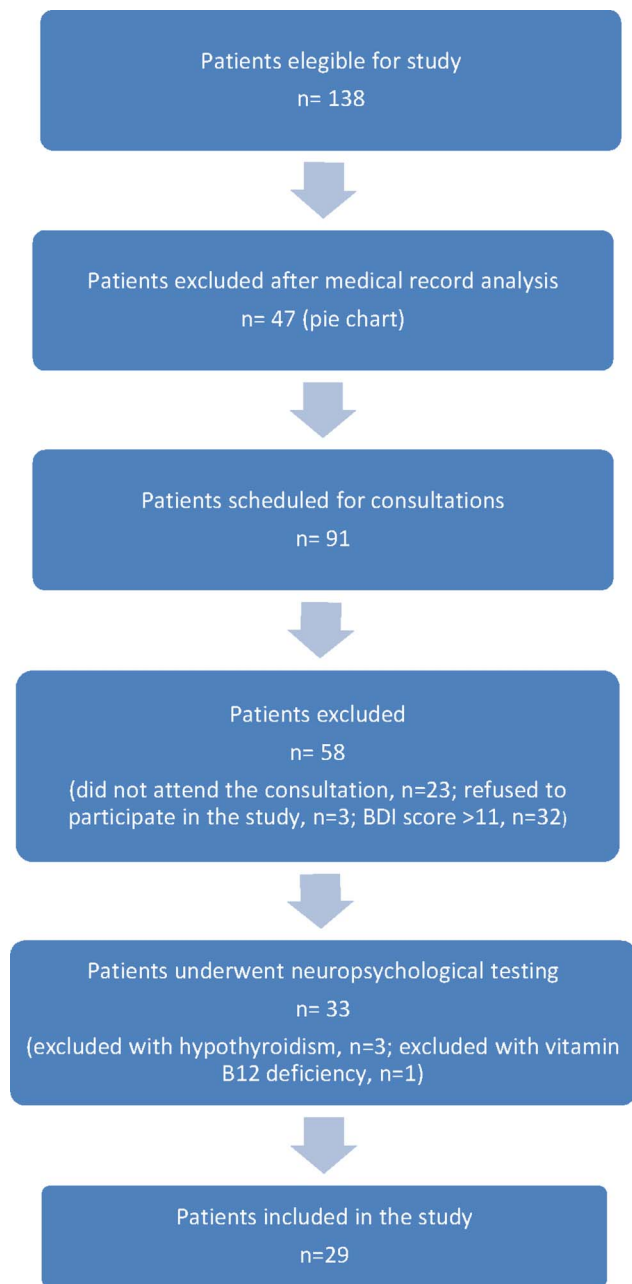 Patients elegible for study
n= 138
Patients excluded after medical record analysis
n= 47 (pie chart)
Patients scheduled for consultations
n= 91
Patients excluded
n= 58
(did not attend the consultation, n=23; refused to
participate in the study, n=3; BDI score >11, n=32)
Patients underwent neuropsychological testing
n= 33
(excluded with hypothyroidism, n=3; excluded with vitamin
B12 deficiency, n=1)
Patients included in the study
n=29